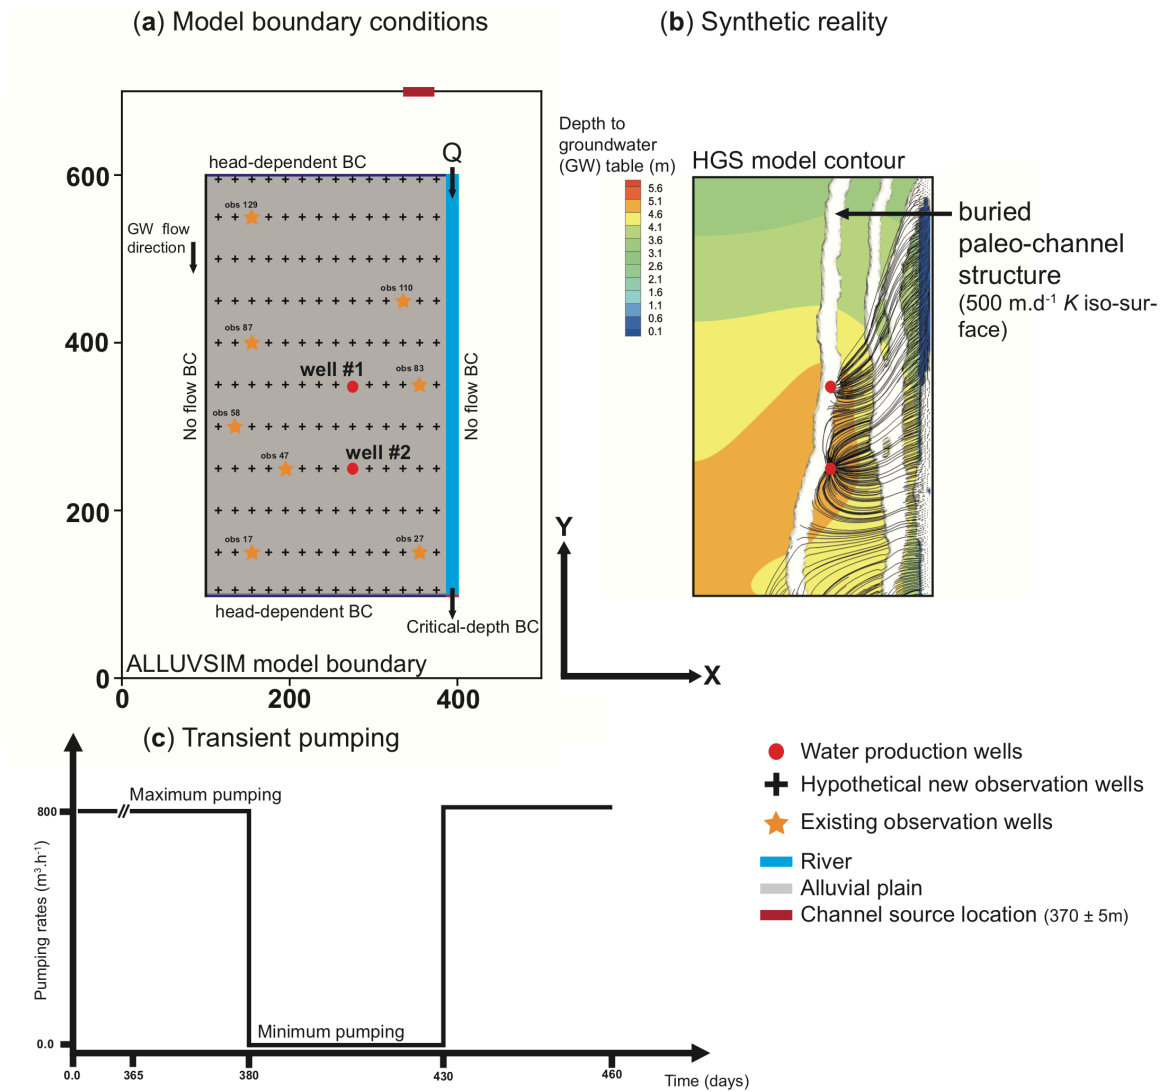 (a) Model boundary conditions
(b) Synthetic reality
Depth to
groundwater
(GW) table (m)
5.6
5.1
4.6
4.1
3.6
3.1
2.6
2.1
1.6
1.1
0.6
0.1
HGS model contour
buried
paleo-channel
structure
(500 m.d-1 K iso-sur-
face)
head-dependent BC
Q
600
400
200
0
0
200
400
GW flow
direction
No flow BC
No flow BC
obs 129
obs 110
obs 87
well #1
obs 83
obs 58
obs 47
well #2
obs 17
obs 27
head-dependent BC
Critical-depth BC
ALLUVSIM model boundary
Y
X
(c) Transient pumping
Maximum pumping
800
Pumping rates (m3.h-1)
Minimum pumping
0.0
0.0
365
380
430
460
Time (days)
Water production wells
Hypothetical new observation wells
Existing observation wells
River
Alluvial plain
Channel source location (370 ± 5m)